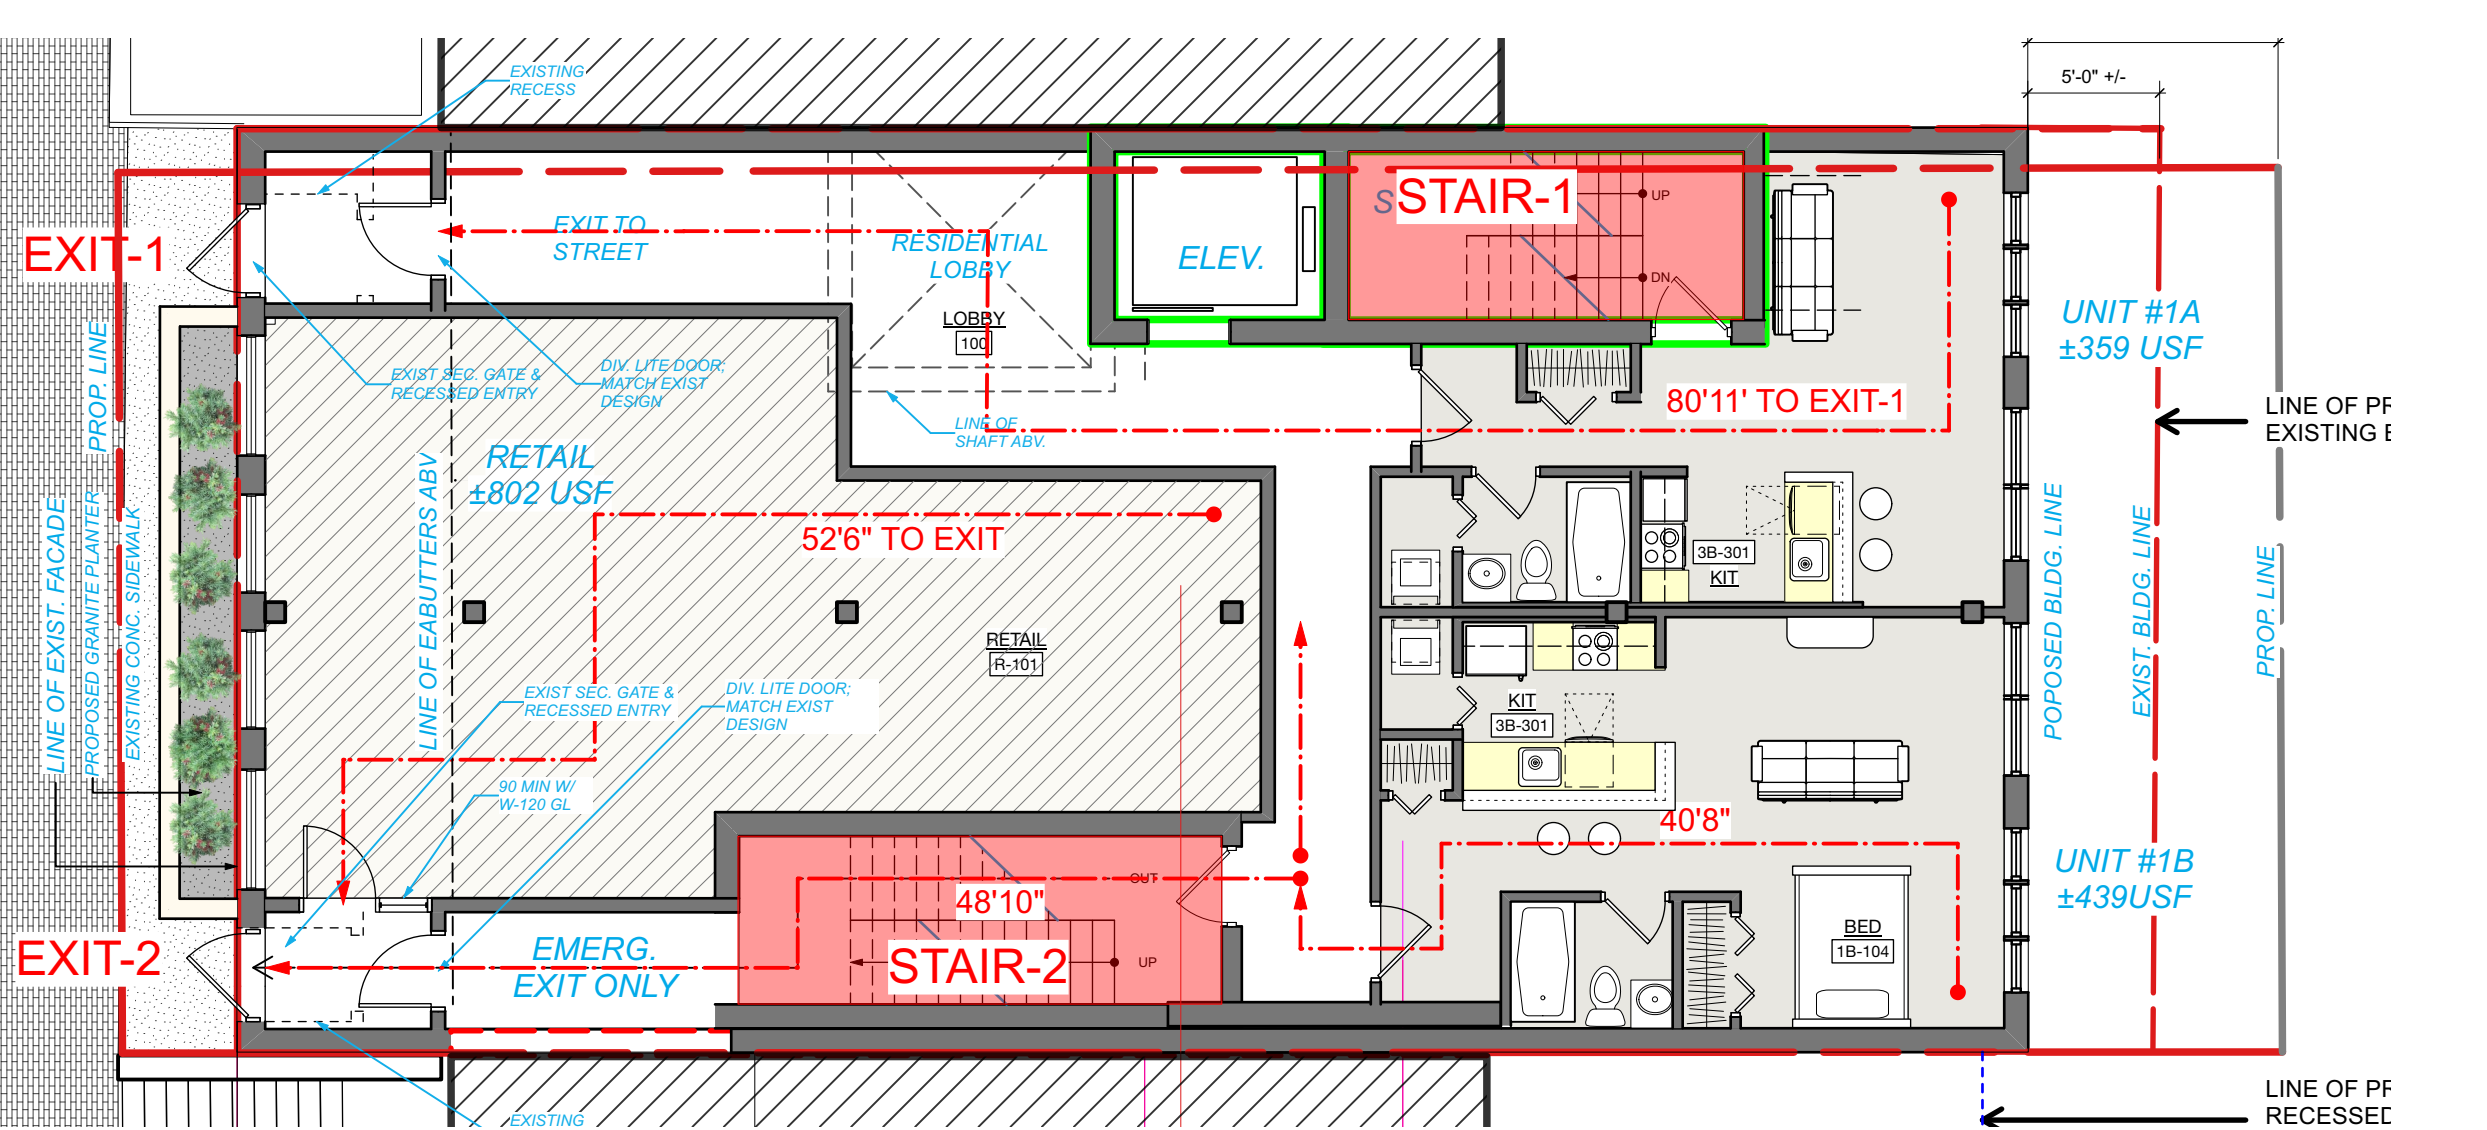 EXISTING
RECESS
5'-0" +/-
EXIT-1
EXIT TO
STREET
RESIDENTIAL
LOBBY
ELEV.
STAIR-1
UP
DN
LOBBY
100
UNIT #1A
±359 USF
PROP. LINE
EXIST SEC. GATE &
RECESSED ENTRY
DIV. LITE DOOR;
MATCH EXIST
DESIGN
LINE OF
SHAFT ABV.
80'11' TO EXIT-1
LINE OF PR
EXISTING E
RETAIL
±802 USF
52'6" TO EXIT
LINE OF EXIST. FACADE
PROPOSED GRANITE PLANTER
EXISTING CONC. SIDEWALK
LINE OF EABUTTERS ABV
3B-301
KIT
POPOSED BLDG. LINE
EXIST. BLDG. LINE
PROP. LINE
RETAIL
R-101
EXIST SEC. GATE &
RECESSED ENTRY
DIV. LITE DOOR;
MATCH EXIST
DESIGN
KIT
3B-301
90 MIN W/
W-120 GL
40'8"
OUT
48'10"
UNIT #1B
±439USF
EXIT-2
EMERG.
EXIT ONLY
STAIR-2
UP
BED
1B-104
LINE OF PR
RECESSED
EXISTING